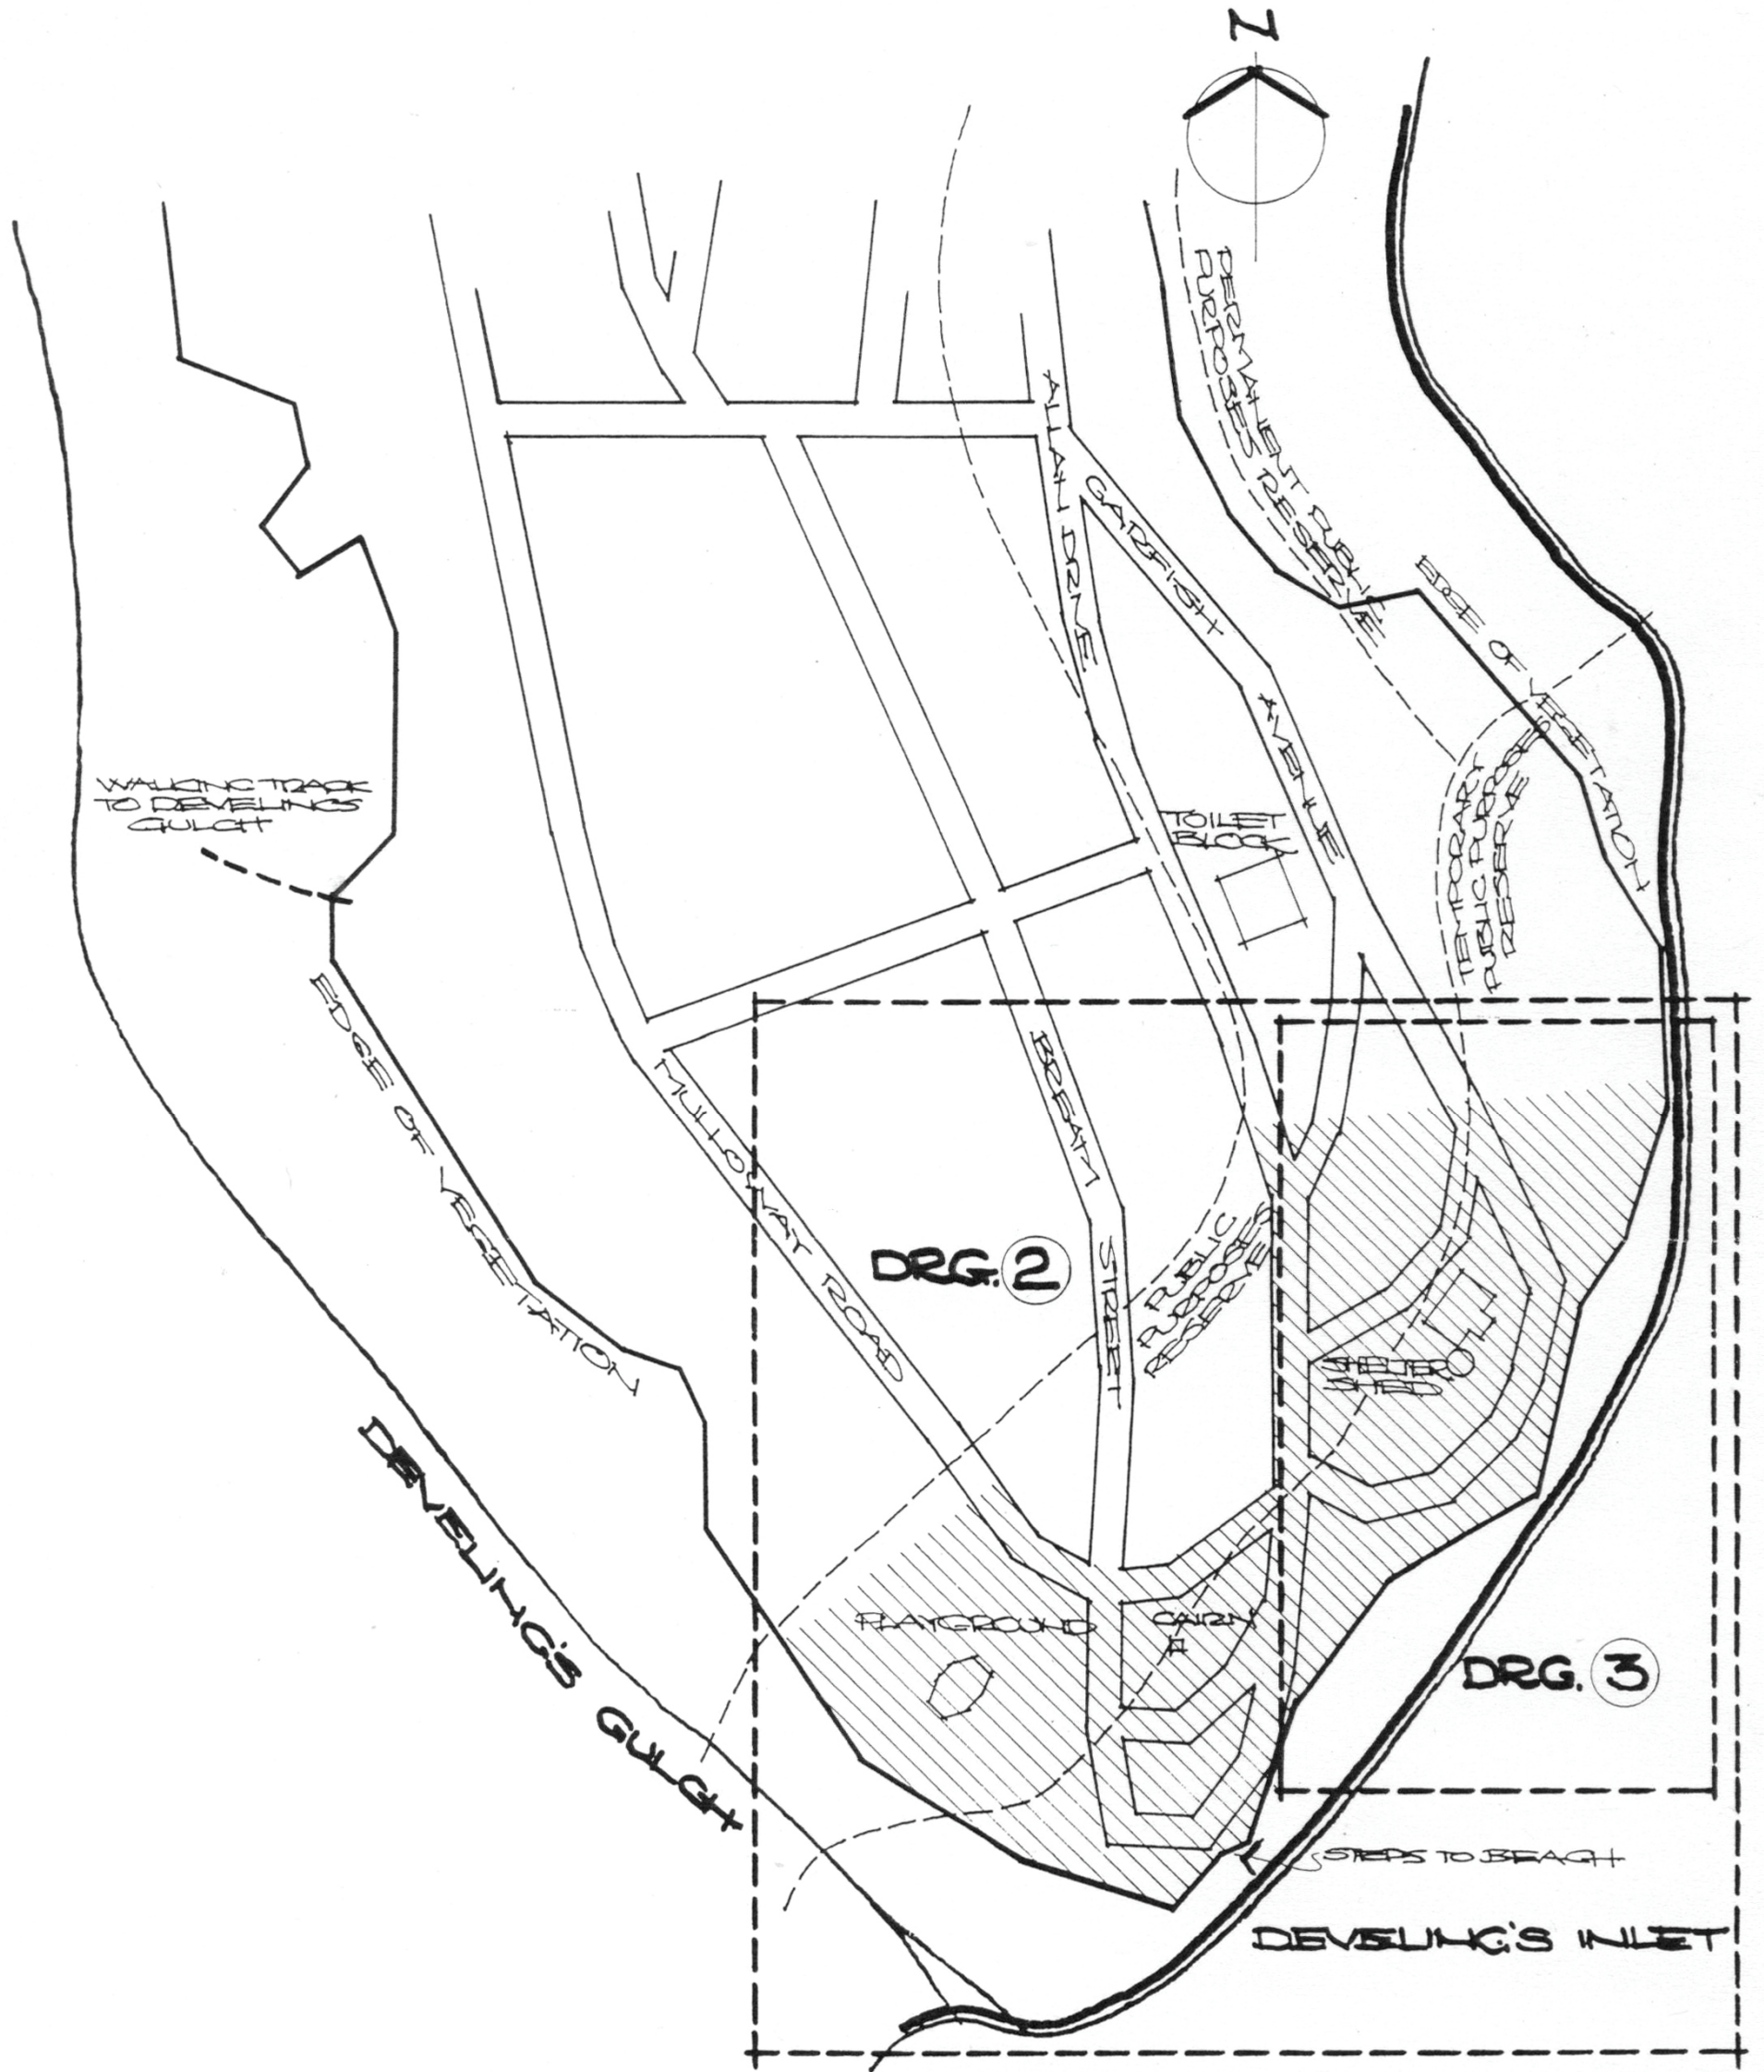 N
PERMANENT PUBLIC
PURPOSES RESERVE
ALLAN DRIVE
GARFISH AVENUE
EDGE OF VEGETATION
WALKING TRACK
TO DEVELINGS
GULCH
TOILET
BLOCK
TEMPORARY
PUBLIC PURPOSES
RESERVE
EDGE OF VEGETATION
MULLOWAY ROAD
BREAM STREET
DRG. 2
PUBLIC
PURPOSES
RESERVE
SHELTER
SHED
DEVELING'S GULCH
PLAYGROUND
CAIRN
DRG. 3
STEPS TO BEACH
DEVELING'S INLET